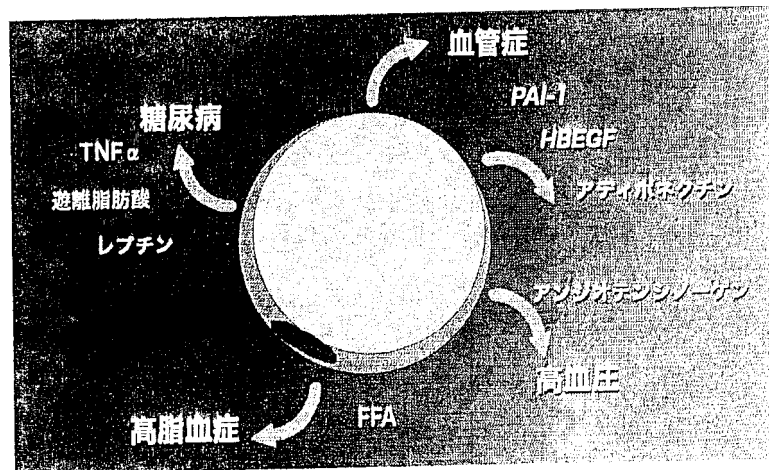 血管症
PAI-1
HBEGF
アディポネクチン
糖尿病
TNFα
遊離脂肪酸
レプチン
アンジオテンシノーゲン
高血圧
FFA
高脂血症